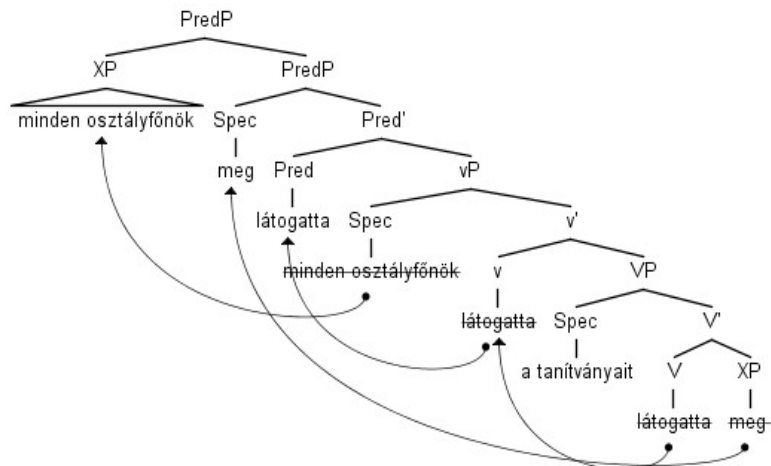 PredP
XP PredP
minden osztályfőnök Spec Pred'
meg Pred vP
látogatta Spec v'
minden osztályfőnök v VP
látogatta Spec V'
a tanítványait V XP
látogatta meg